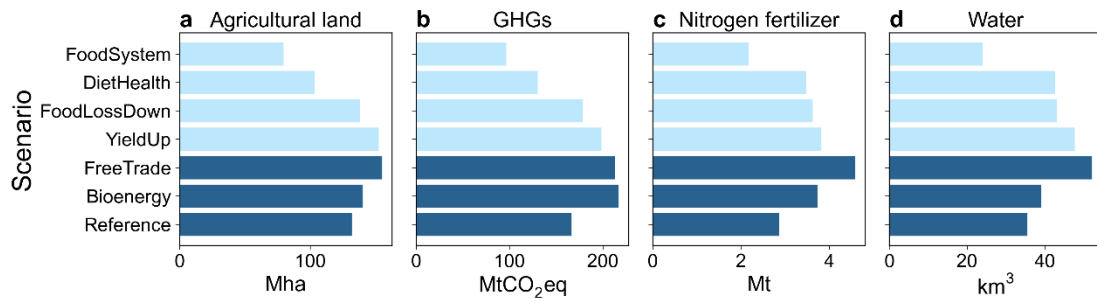 a Agricultural land
b GHGs
c Nitrogen fertilizer
d Water
Scenario
FoodSystem
DietHealth
FoodLossDown
YieldUp
FreeTrade
Bioenergy
Reference
0 100
Mha
0 100 200
MtCO₂eq
0 2 4
Mt
0 20 40
km³